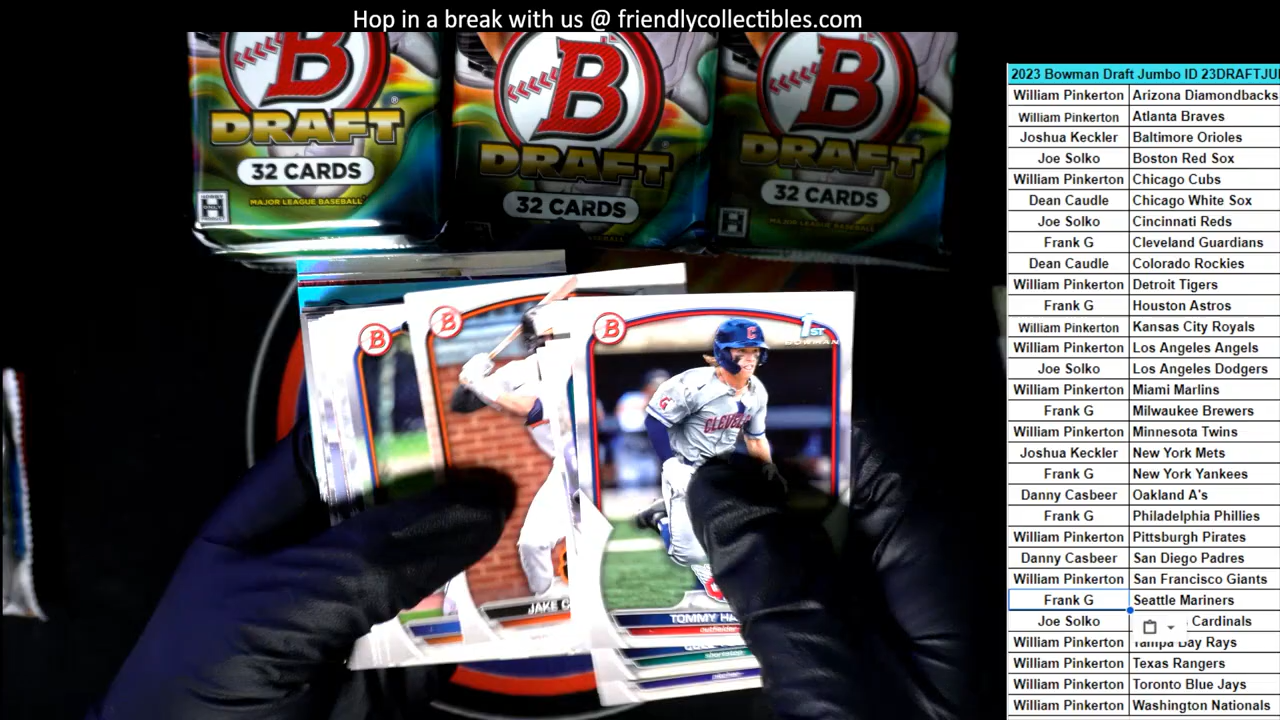 Hop in a break with us @ friendlycollectibles.com
B
DRAFT
32 CARDS
MAJOR LEAGUE BASEBALL
B
DRAFT
32 CARDS
BASEBALL
B
DRAFT
32 CARDS
B
B
JAKE
B
1ST
BOWMAN
C
TOMMY
outfielder
shortstop
2023 Bowman Draft Jumbo ID 23DRAFTJU
William Pinkerton Arizona Diamondbacks
William Pinkerton Atlanta Braves
Joshua Keckler Baltimore Orioles
Joe Solko Boston Red Sox
William Pinkerton Chicago Cubs
Dean Caudle Chicago White Sox
Joe Solko Cincinnati Reds
Frank G Cleveland Guardians
Dean Caudle Colorado Rockies
William Pinkerton Detroit Tigers
Frank G Houston Astros
William Pinkerton Kansas City Royals
William Pinkerton Los Angeles Angels
Joe Solko Los Angeles Dodgers
William Pinkerton Miami Marlins
Frank G Milwaukee Brewers
William Pinkerton Minnesota Twins
Joshua Keckler New York Mets
Frank G New York Yankees
Danny Casbeer Oakland A's
Frank G Philadelphia Phillies
William Pinkerton Pittsburgh Pirates
Danny Casbeer San Diego Padres
William Pinkerton San Francisco Giants
Frank G Seattle Mariners
Joe Solko Cardinals
William Pinkerton Tampa Bay Rays
William Pinkerton Texas Rangers
William Pinkerton Toronto Blue Jays
William Pinkerton Washington Nationals